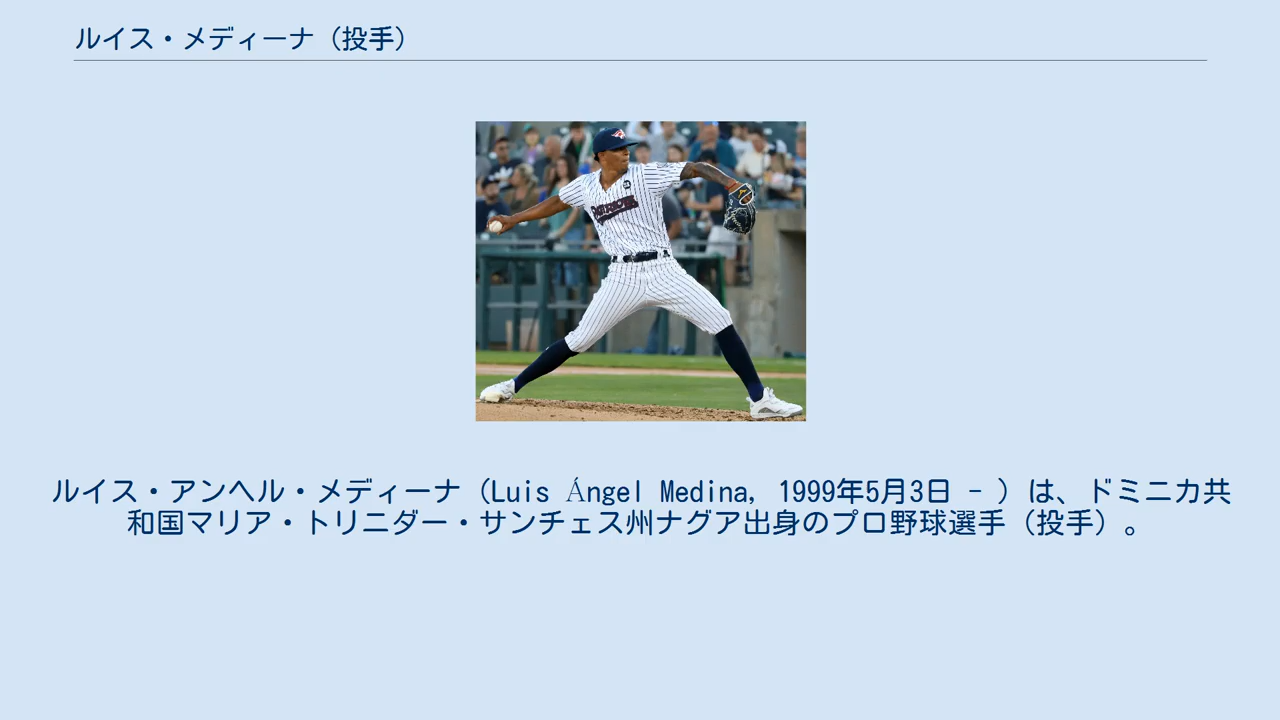 ルイス・メディーナ（投手）
ルイス・アンヘル・メディーナ（Luis Ángel Medina, 1999年5月3日 - ）は、ドミニカ共
和国マリア・トリニダー・サンチェス州ナグア出身のプロ野球選手（投手）。